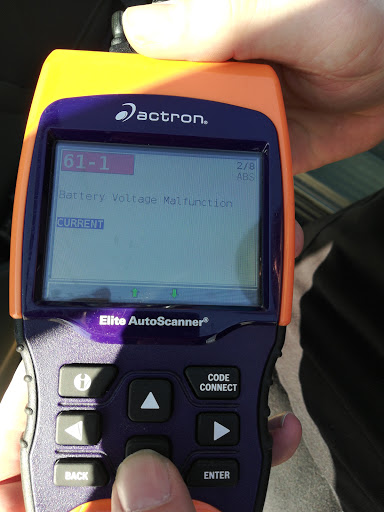 actron®
61-1
2/8
ABS
Battery Voltage Malfunction
CURRENT
Elite AutoScanner®
i
CODE
CONNECT
BACK
ENTER